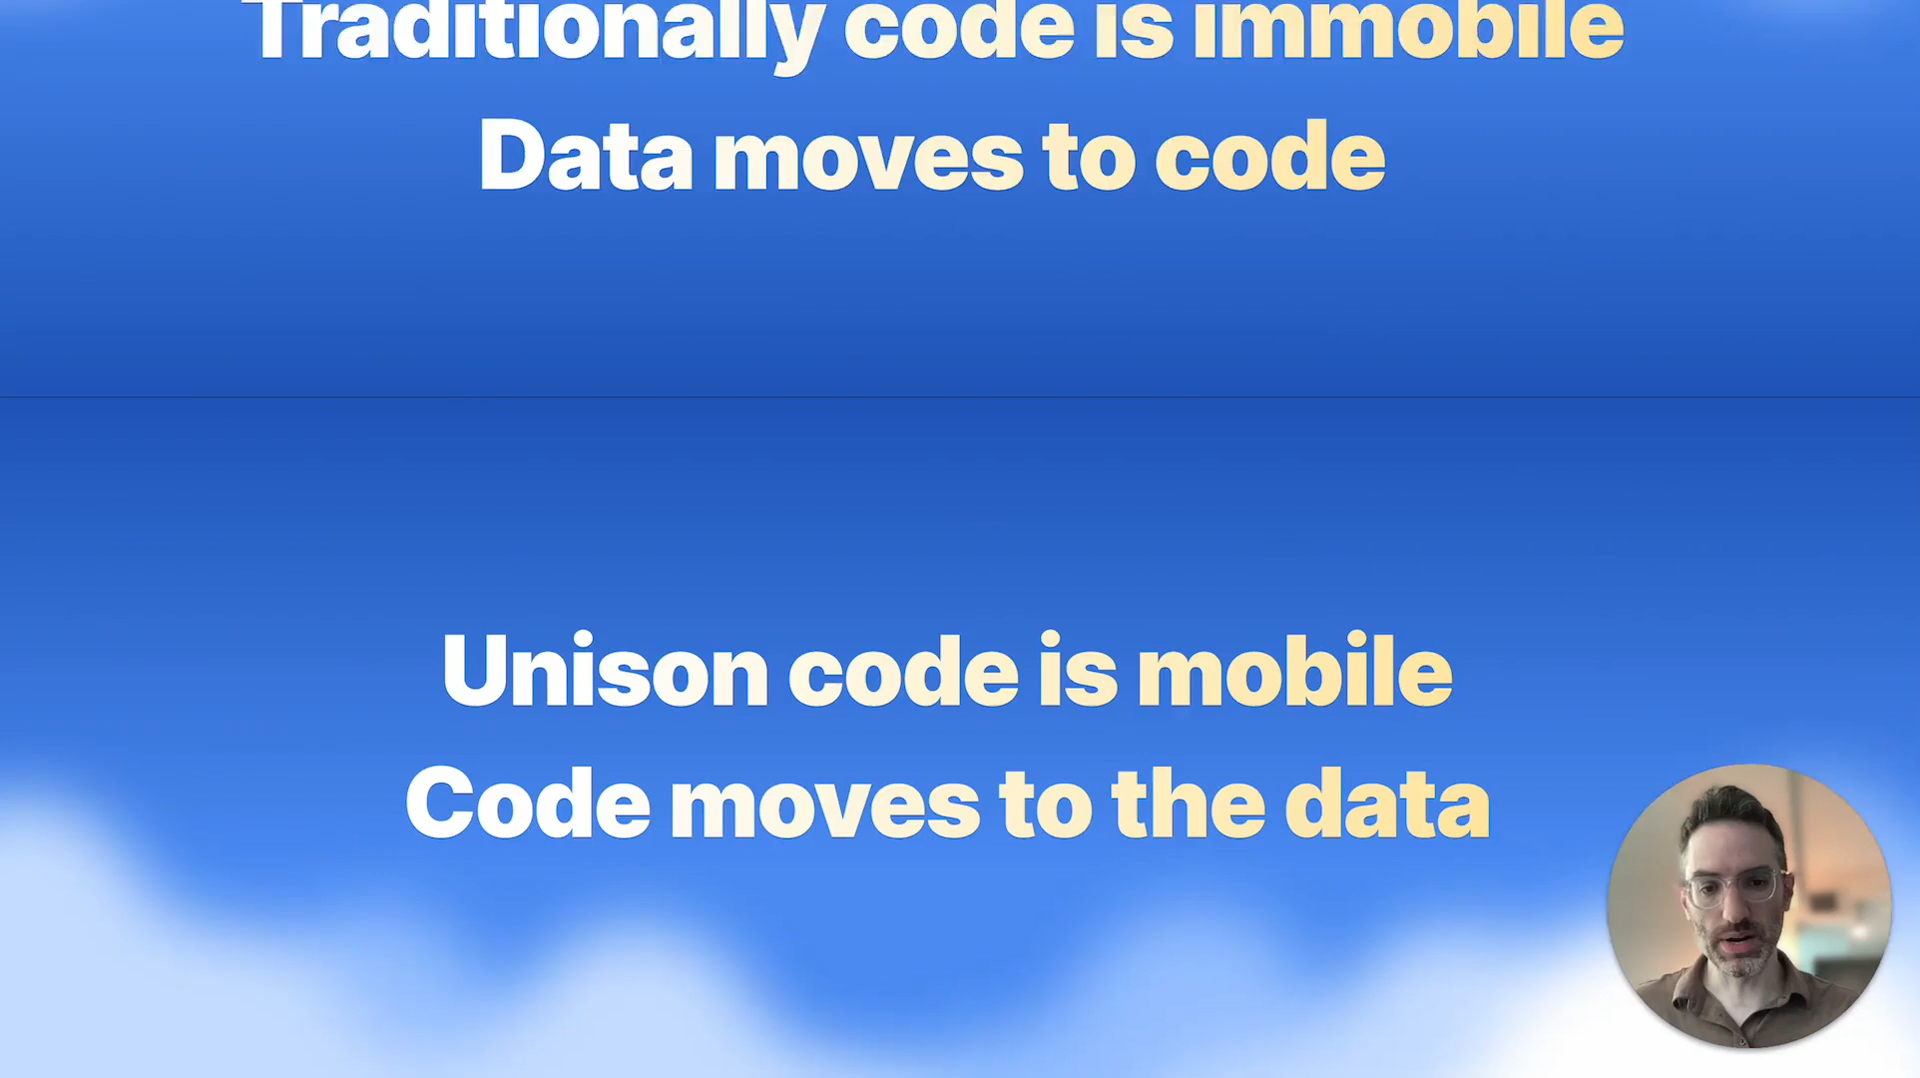 Traditionally code is immobile
Data moves to code
Unison code is mobile
Code moves to the data